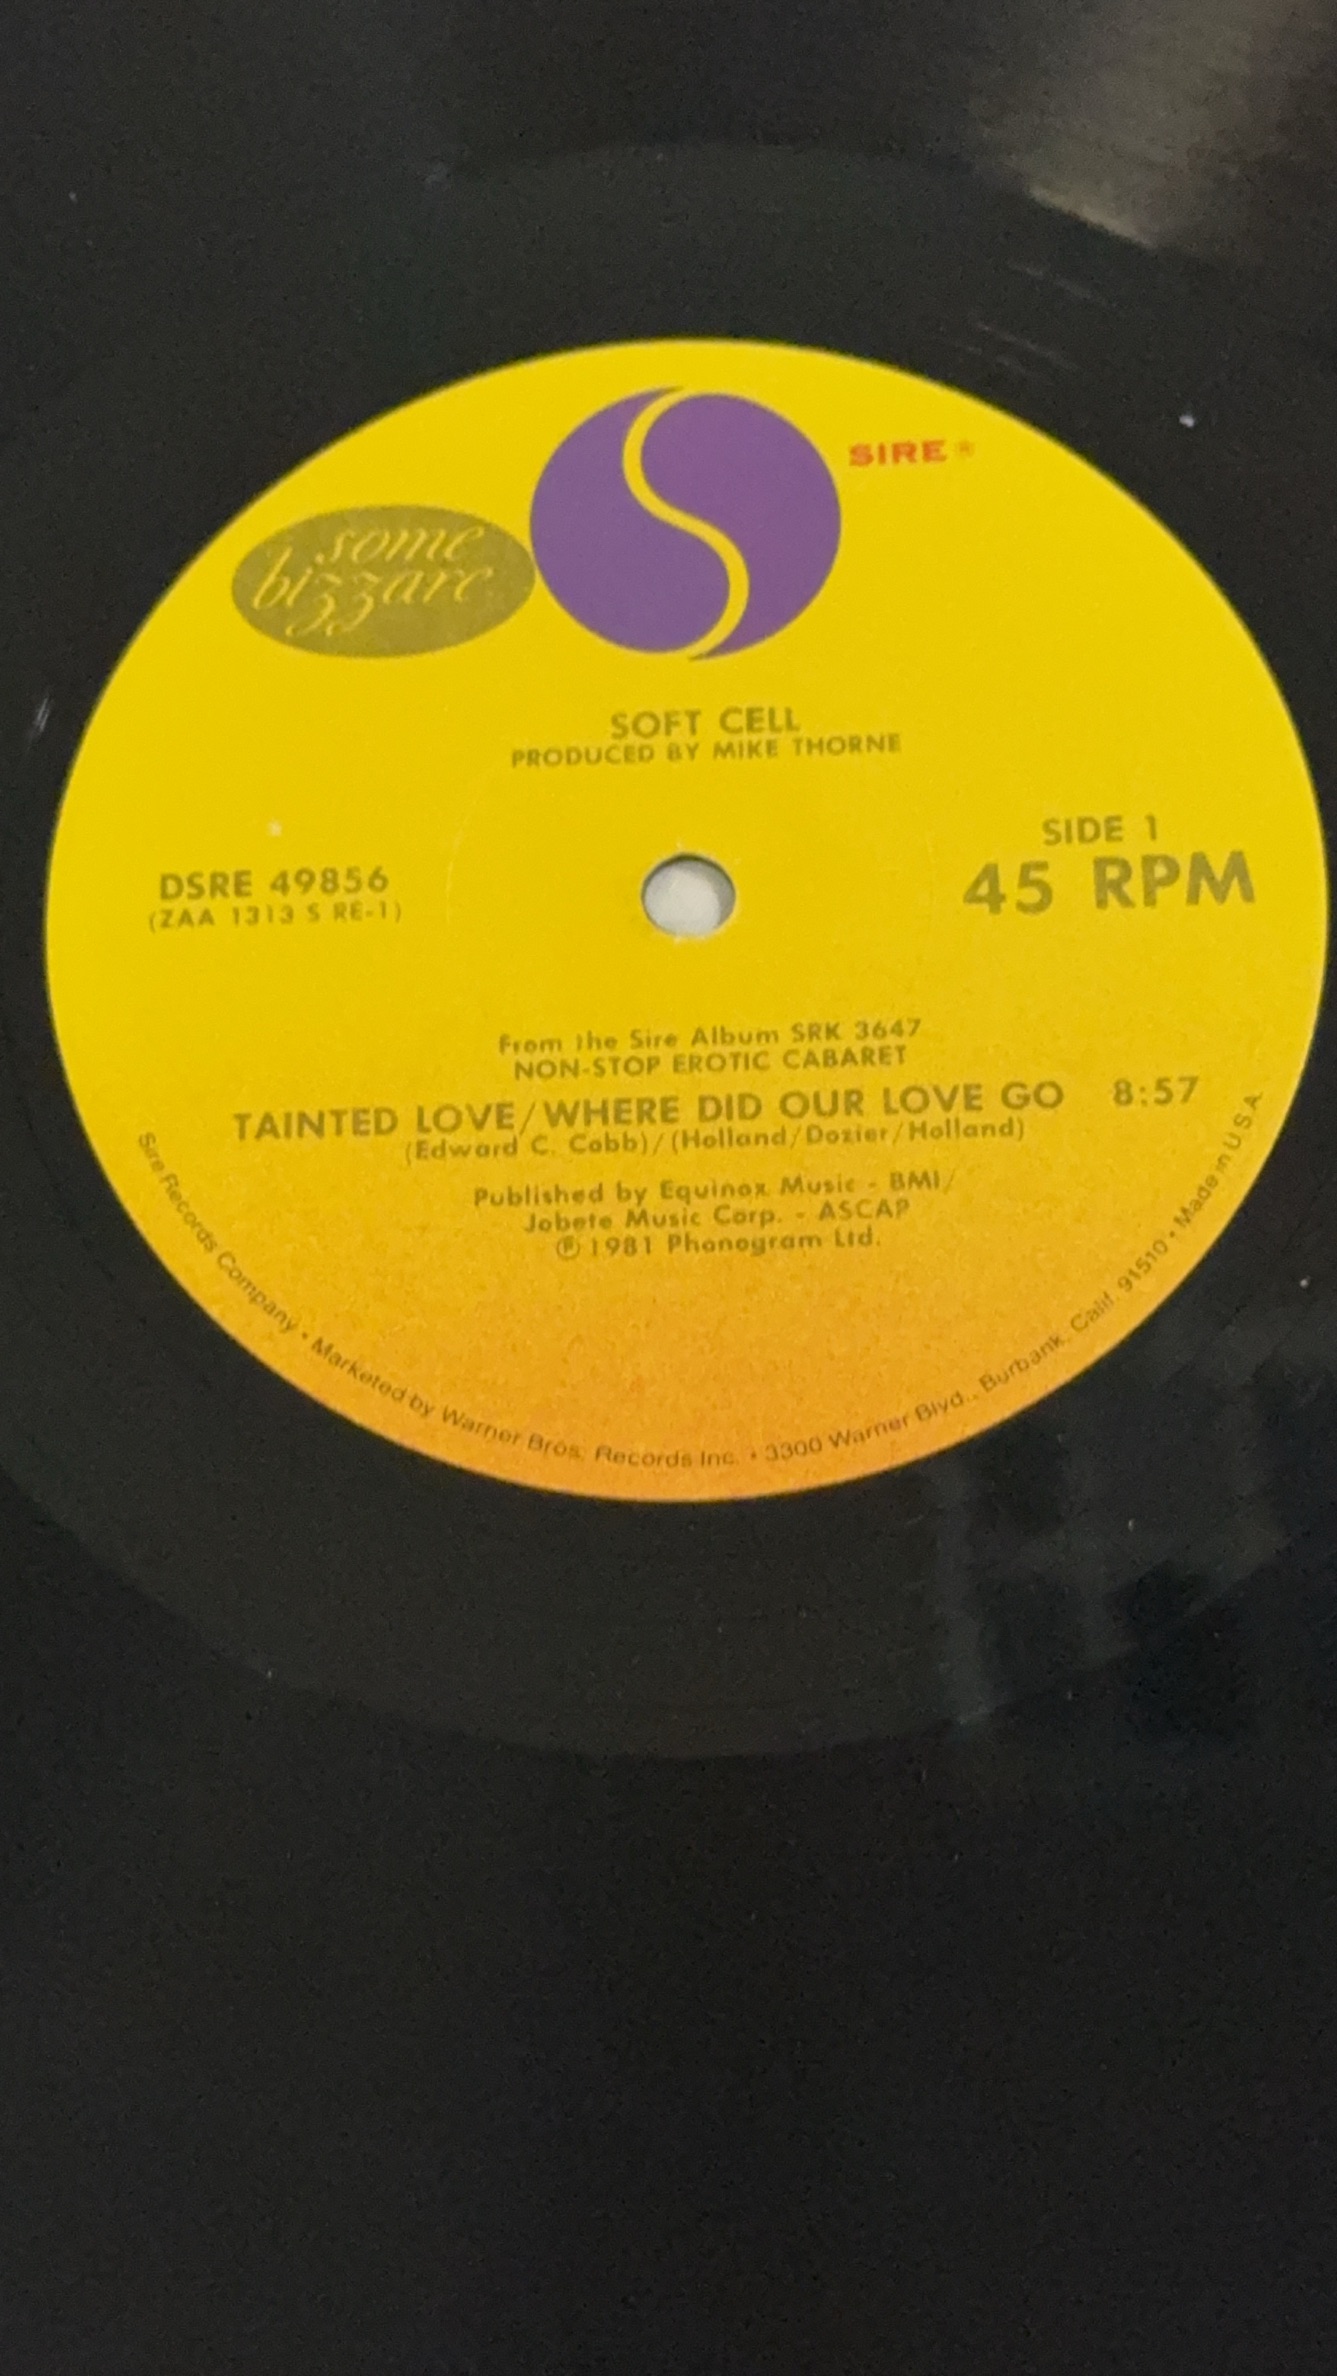 SIRE ®
some
bizzare
SOFT CELL
PRODUCED BY MIKE THORNE
SIDE 1
45 RPM
DSRE 49856
(ZAA 1313 S RE-1)
From the Sire Album SRK 3647
NON-STOP EROTIC CABARET
TAINTED LOVE/WHERE DID OUR LOVE GO 8:57
(Edward C. Cobb)/(Holland/Dozier/Holland)
Published by Equinox Music - BMI/
Jobete Music Corp. - ASCAP
℗ 1981 Phonogram Ltd.
Sire Records Company • Marketed by Warner Bros. Records Inc. • 3300 Warner Blvd., Burbank, Calif. 91510 • Made in U.S.A.